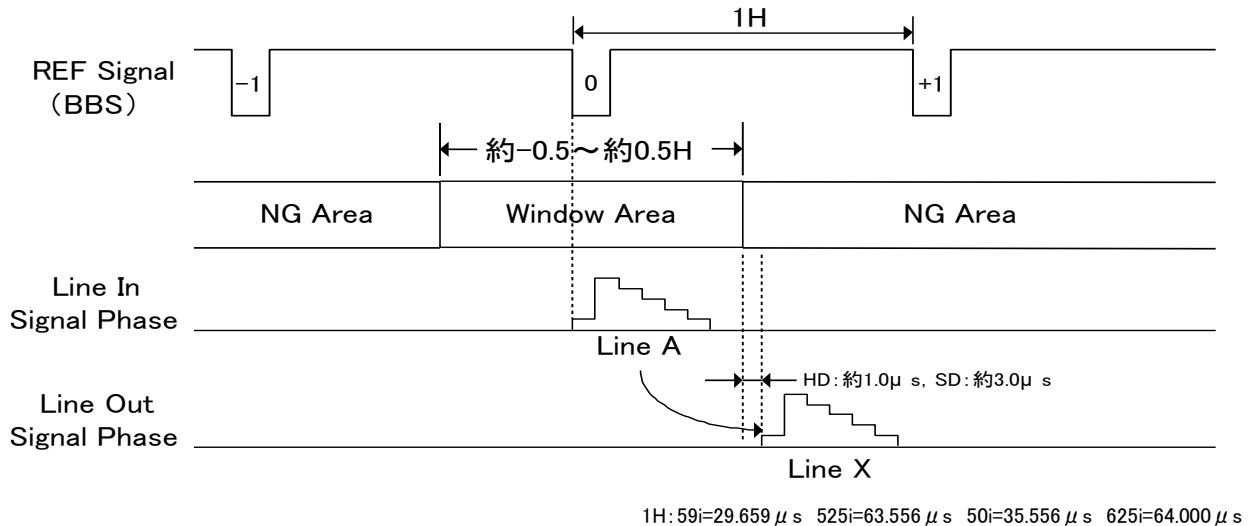 1H
REF Signal
（BBS）
-1
0
+1
約-0.5～約0.5H
NG Area
Window Area
NG Area
Line In
Signal Phase
Line A
HD：約1.0μs, SD：約3.0μs
Line Out
Signal Phase
Line X
1H：59i=29.659μs 525i=63.556μs 50i=35.556μs 625i=64.000μs